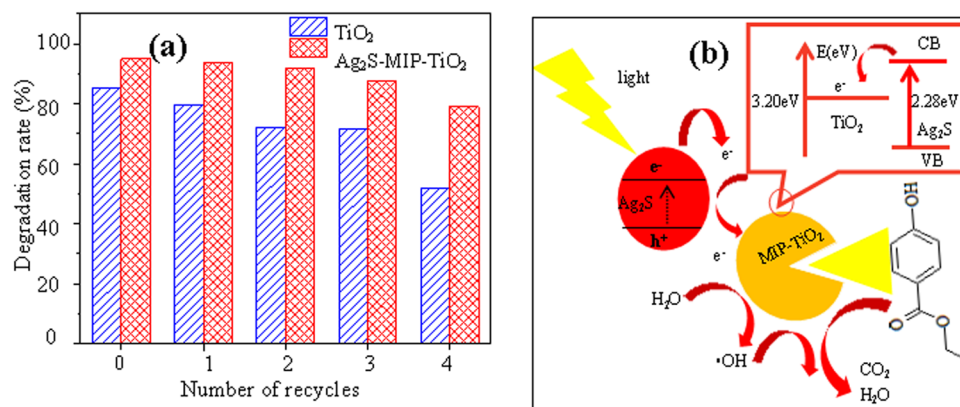 (a)
TiO₂
Ag₂S-MIP-TiO₂
Degradation rate (%)
100
80
60
40
20
0
0 1 2 3 4
Number of recycles
(b)
light
E(eV)
CB
e⁻
3.20eV
2.28eV
TiO₂
Ag₂S
VB
e⁻
e⁻
Ag₂S
h⁺
e⁻
MIP-TiO₂
HO
H₂O
•OH
O
O
CO₂
H₂O